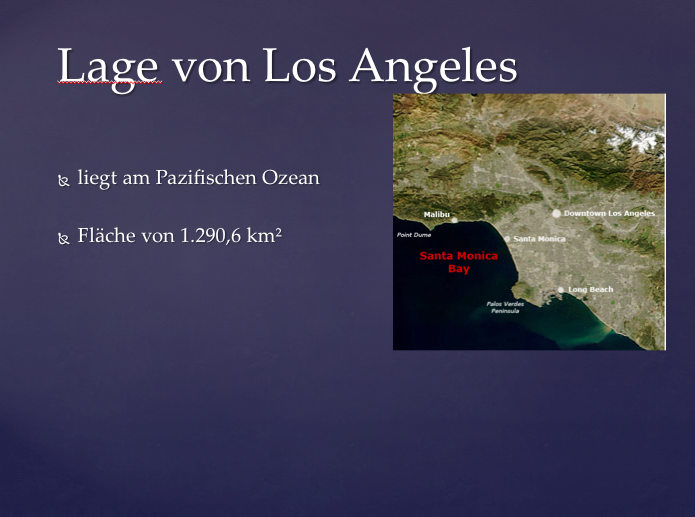 Lage von Los Angeles
liegt am Pazifischen Ozean
Fläche von 1.290,6 km²
Malibu
Downtown Los Angeles
Point Dume
Santa Monica
Santa Monica
Bay
Long Beach
Palos Verdes
Peninsula